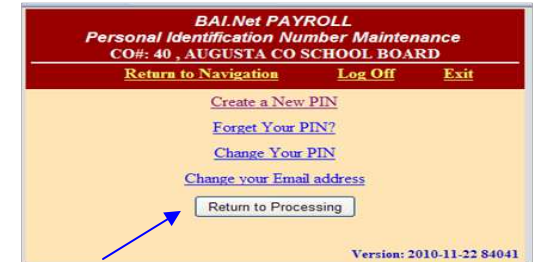 BAI.Net PAYROLL
Personal Identification Number Maintenance
CO#: 40 , AUGUSTA CO SCHOOL BOARD
Return to Navigation Log Off Exit
Create a New PIN
Forget Your PIN?
Change Your PIN
Change your Email address
Return to Processing
Version: 2010-11-22 84041